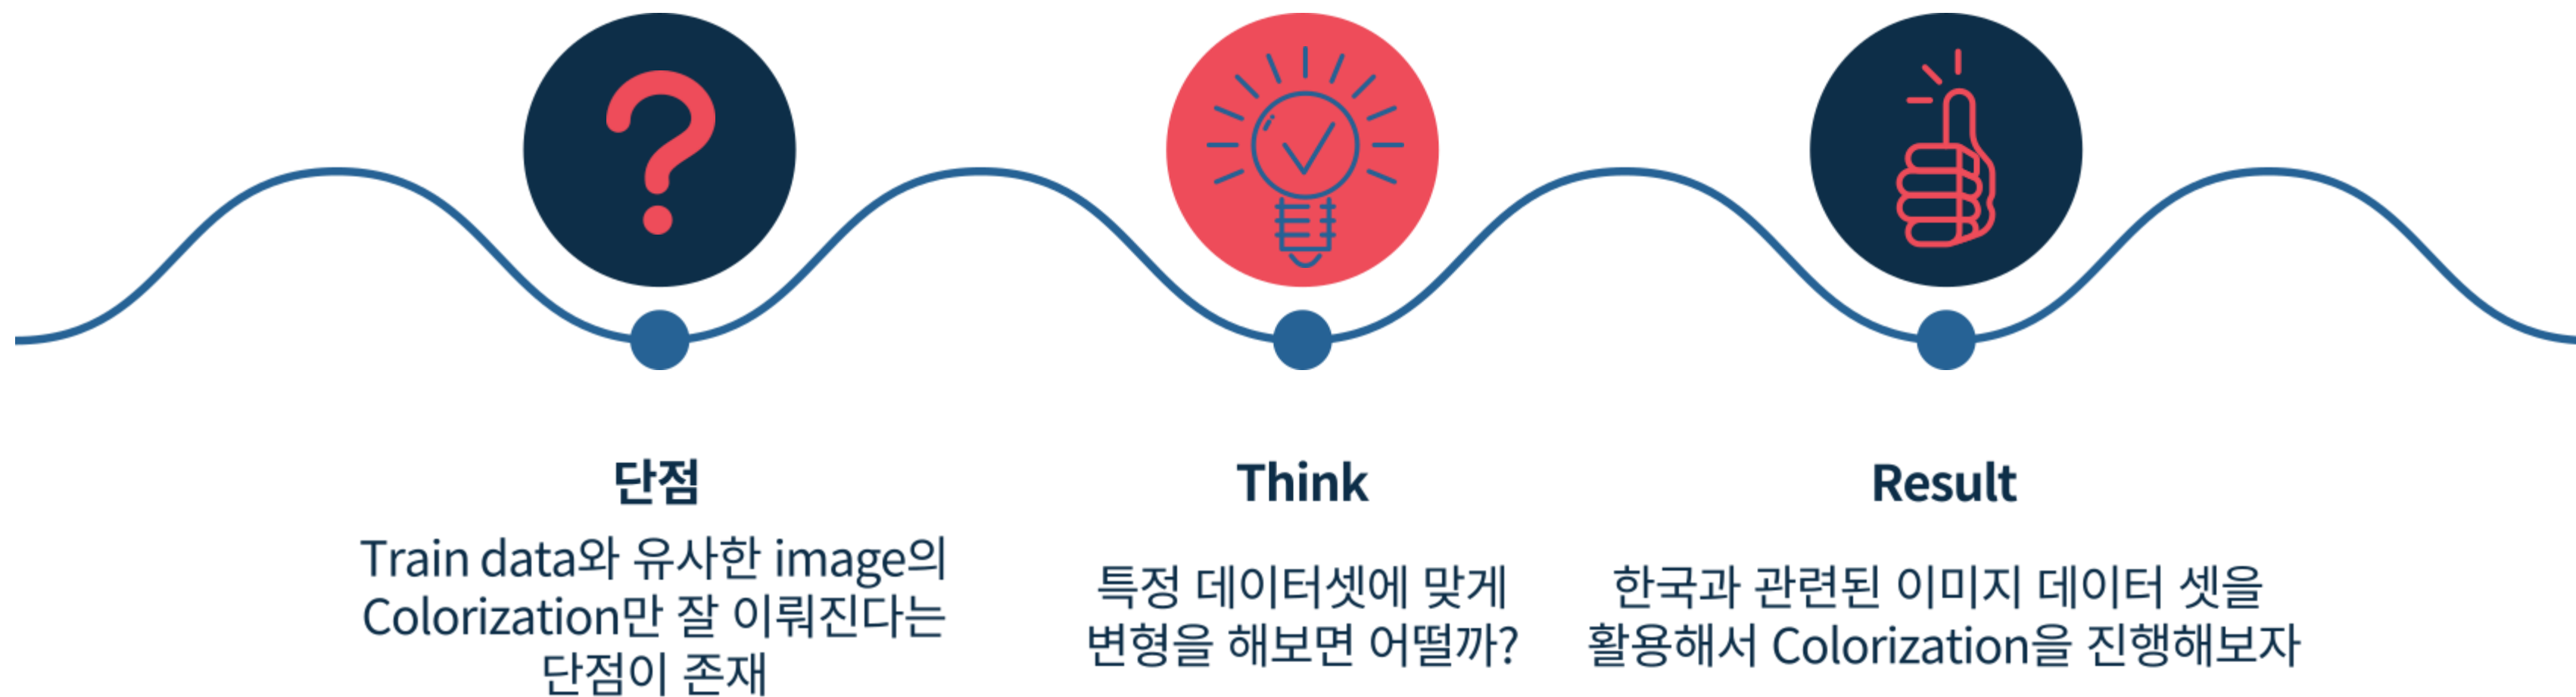 단점
Train data와 유사한 image의
Colorization만 잘 이뤄진다는
단점이 존재
Think
특정 데이터셋에 맞게
변형을 해보면 어떨까?
Result
한국과 관련된 이미지 데이터 셋을
활용해서 Colorization을 진행해보자